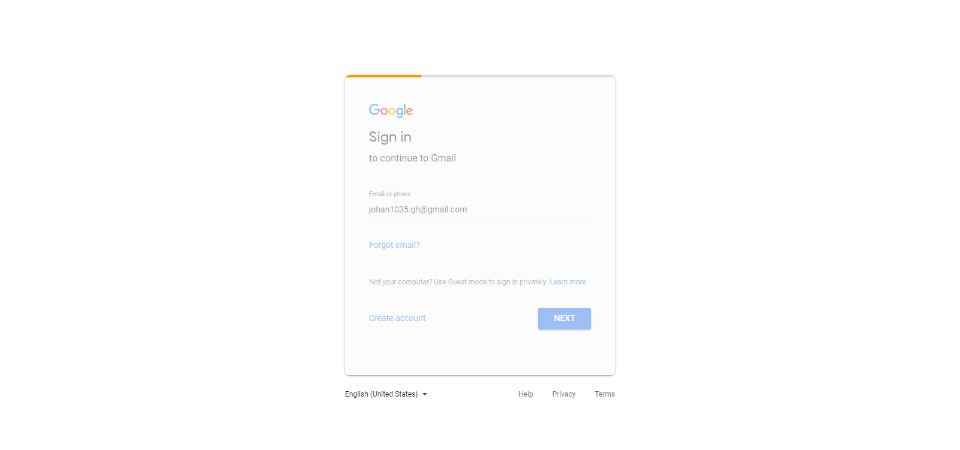 Google
Sign in
to continue to Gmail
Email or phone
johan1035.gh@gmail.com
Forgot email?
Not your computer? Use Guest mode to sign in privately. Learn more
Create account NEXT
English (United States) Help Privacy Terms